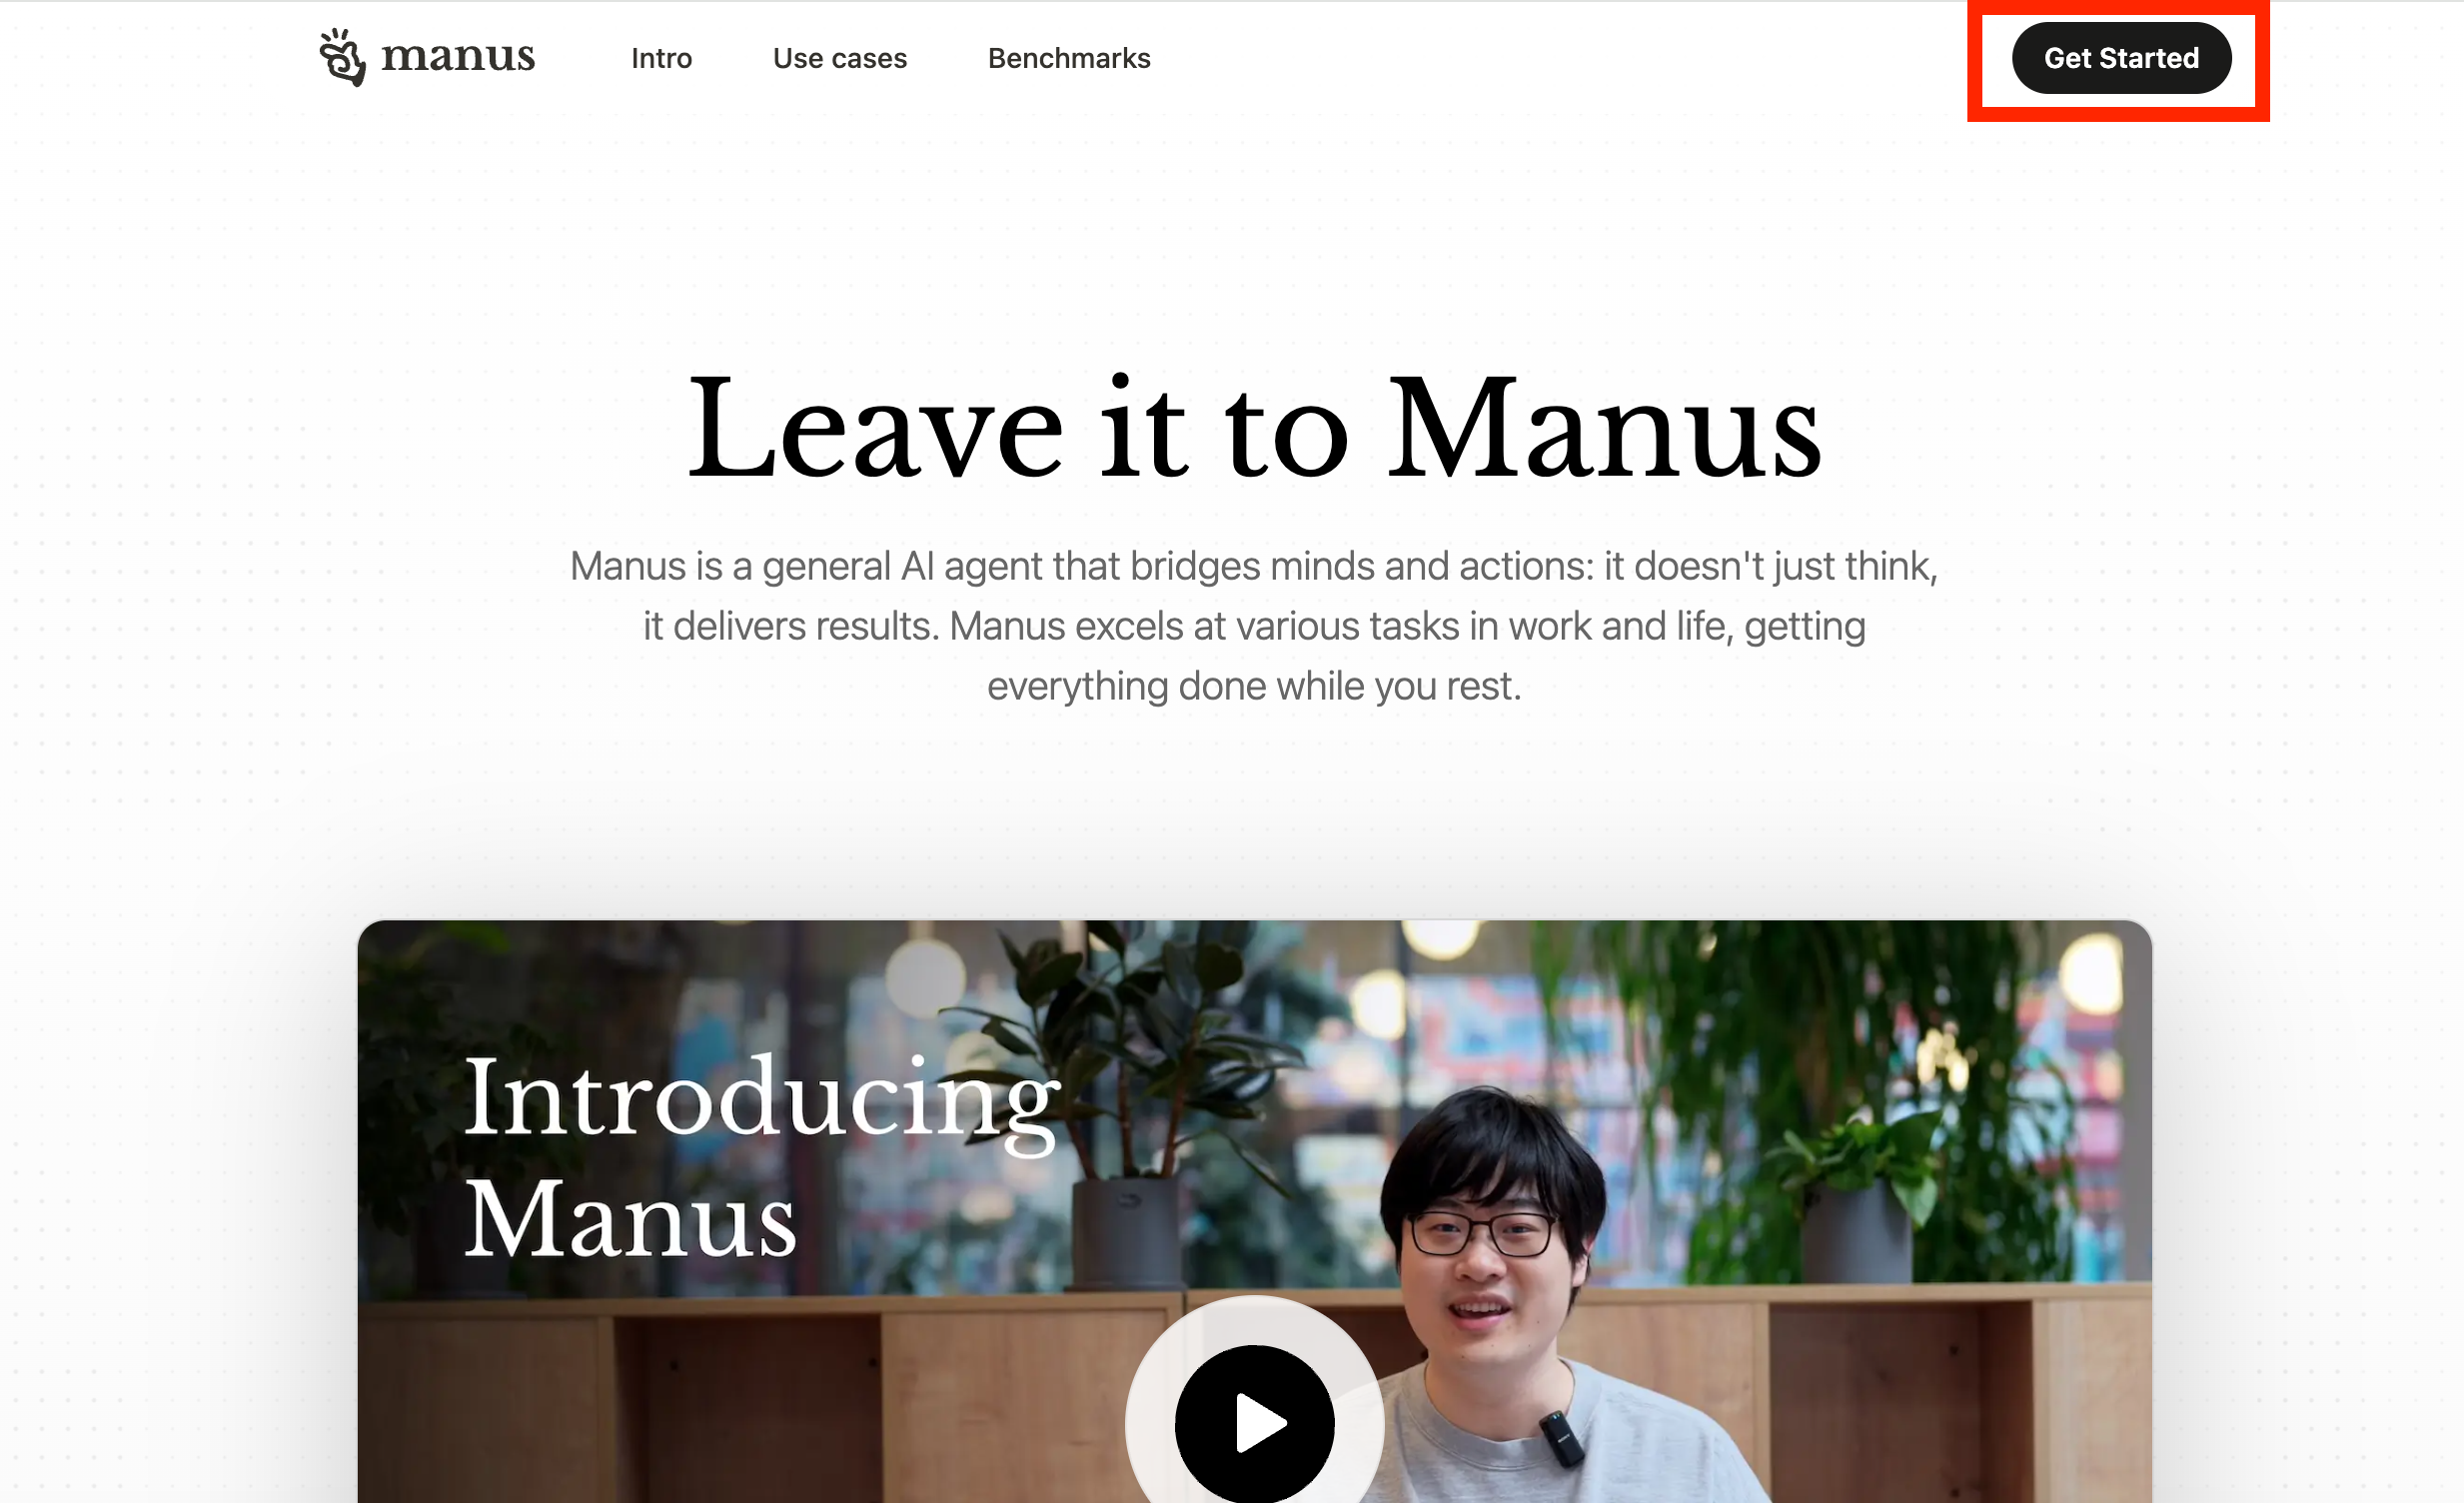 manus
Intro
Use cases
Benchmarks
Get Started
Leave it to Manus
Manus is a general AI agent that bridges minds and actions: it doesn't just think,
it delivers results. Manus excels at various tasks in work and life, getting
everything done while you rest.
Introducing
Manus